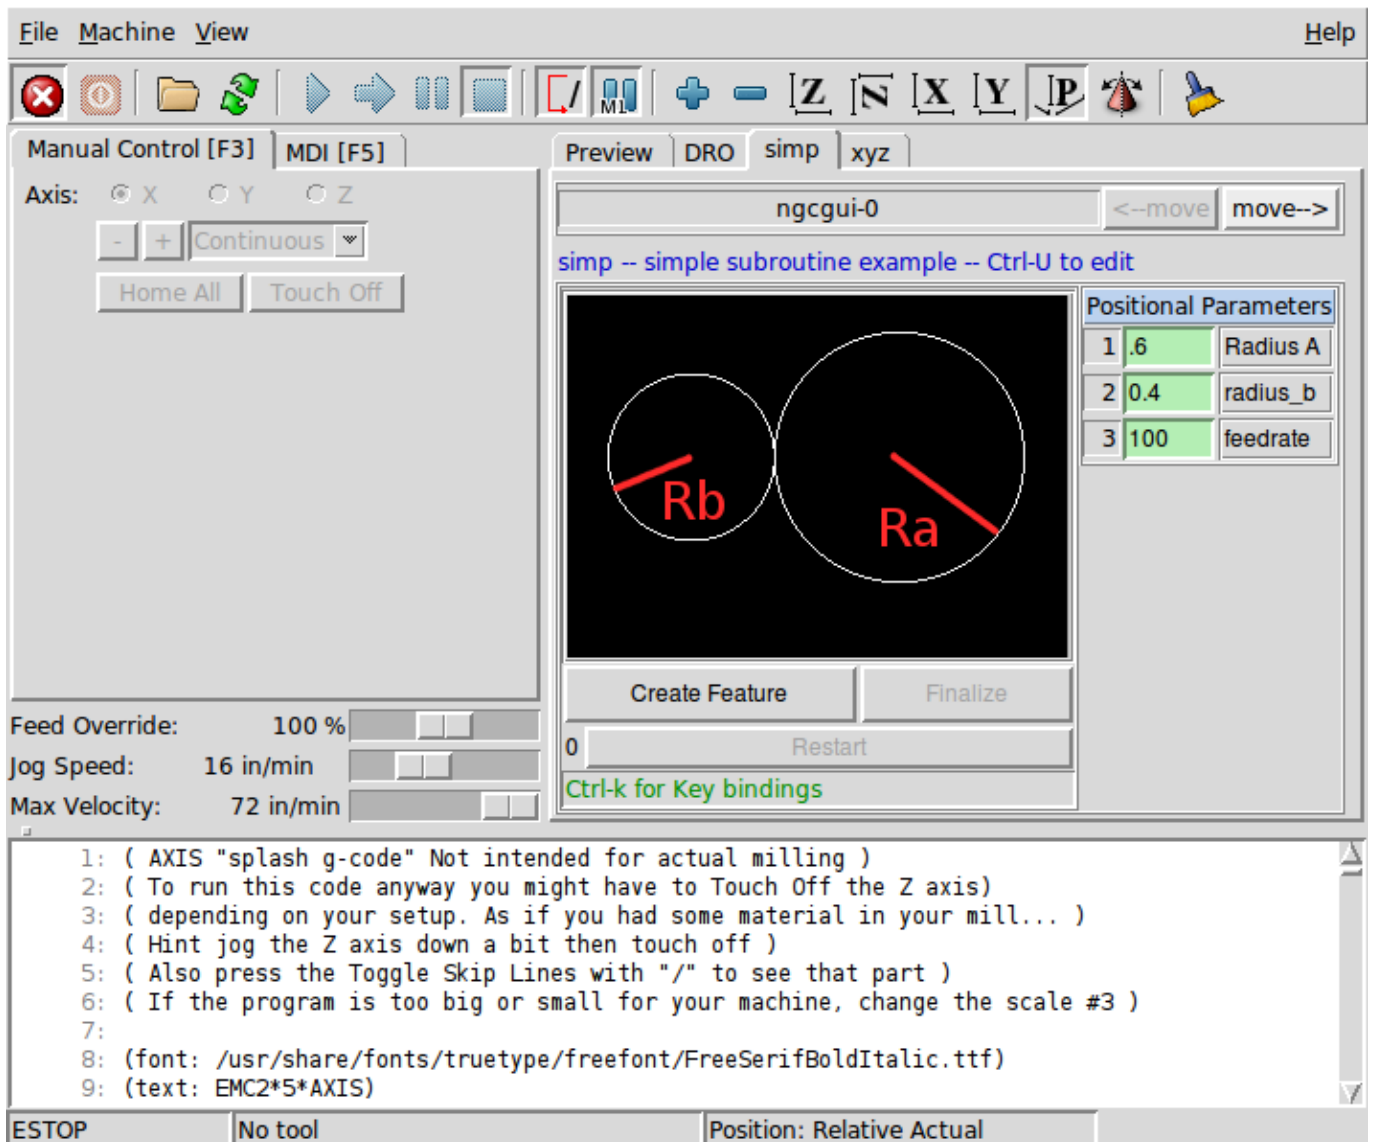 File Machine View Help
M1 Z N X Y P
Manual Control [F3] MDI [F5]
Axis: X Y Z
- + Continuous
Home All Touch Off
Feed Override: 100 %
Jog Speed: 16 in/min
Max Velocity: 72 in/min
Preview DRO simp xyz
ngcgui-0 <--move move-->
simp -- simple subroutine example -- Ctrl-U to edit
Rb
Ra
Positional Parameters
1 .6 Radius A
2 0.4 radius_b
3 100 feedrate
Create Feature Finalize
0 Restart
Ctrl-k for Key bindings
1: ( AXIS "splash g-code" Not intended for actual milling )
2: ( To run this code anyway you might have to Touch Off the Z axis)
3: ( depending on your setup. As if you had some material in your mill... )
4: ( Hint jog the Z axis down a bit then touch off )
5: ( Also press the Toggle Skip Lines with "/" to see that part )
6: ( If the program is too big or small for your machine, change the scale #3 )
7:
8: (font: /usr/share/fonts/truetype/freefont/FreeSerifBoldItalic.ttf)
9: (text: EMC2*5*AXIS)
ESTOP No tool Position: Relative Actual